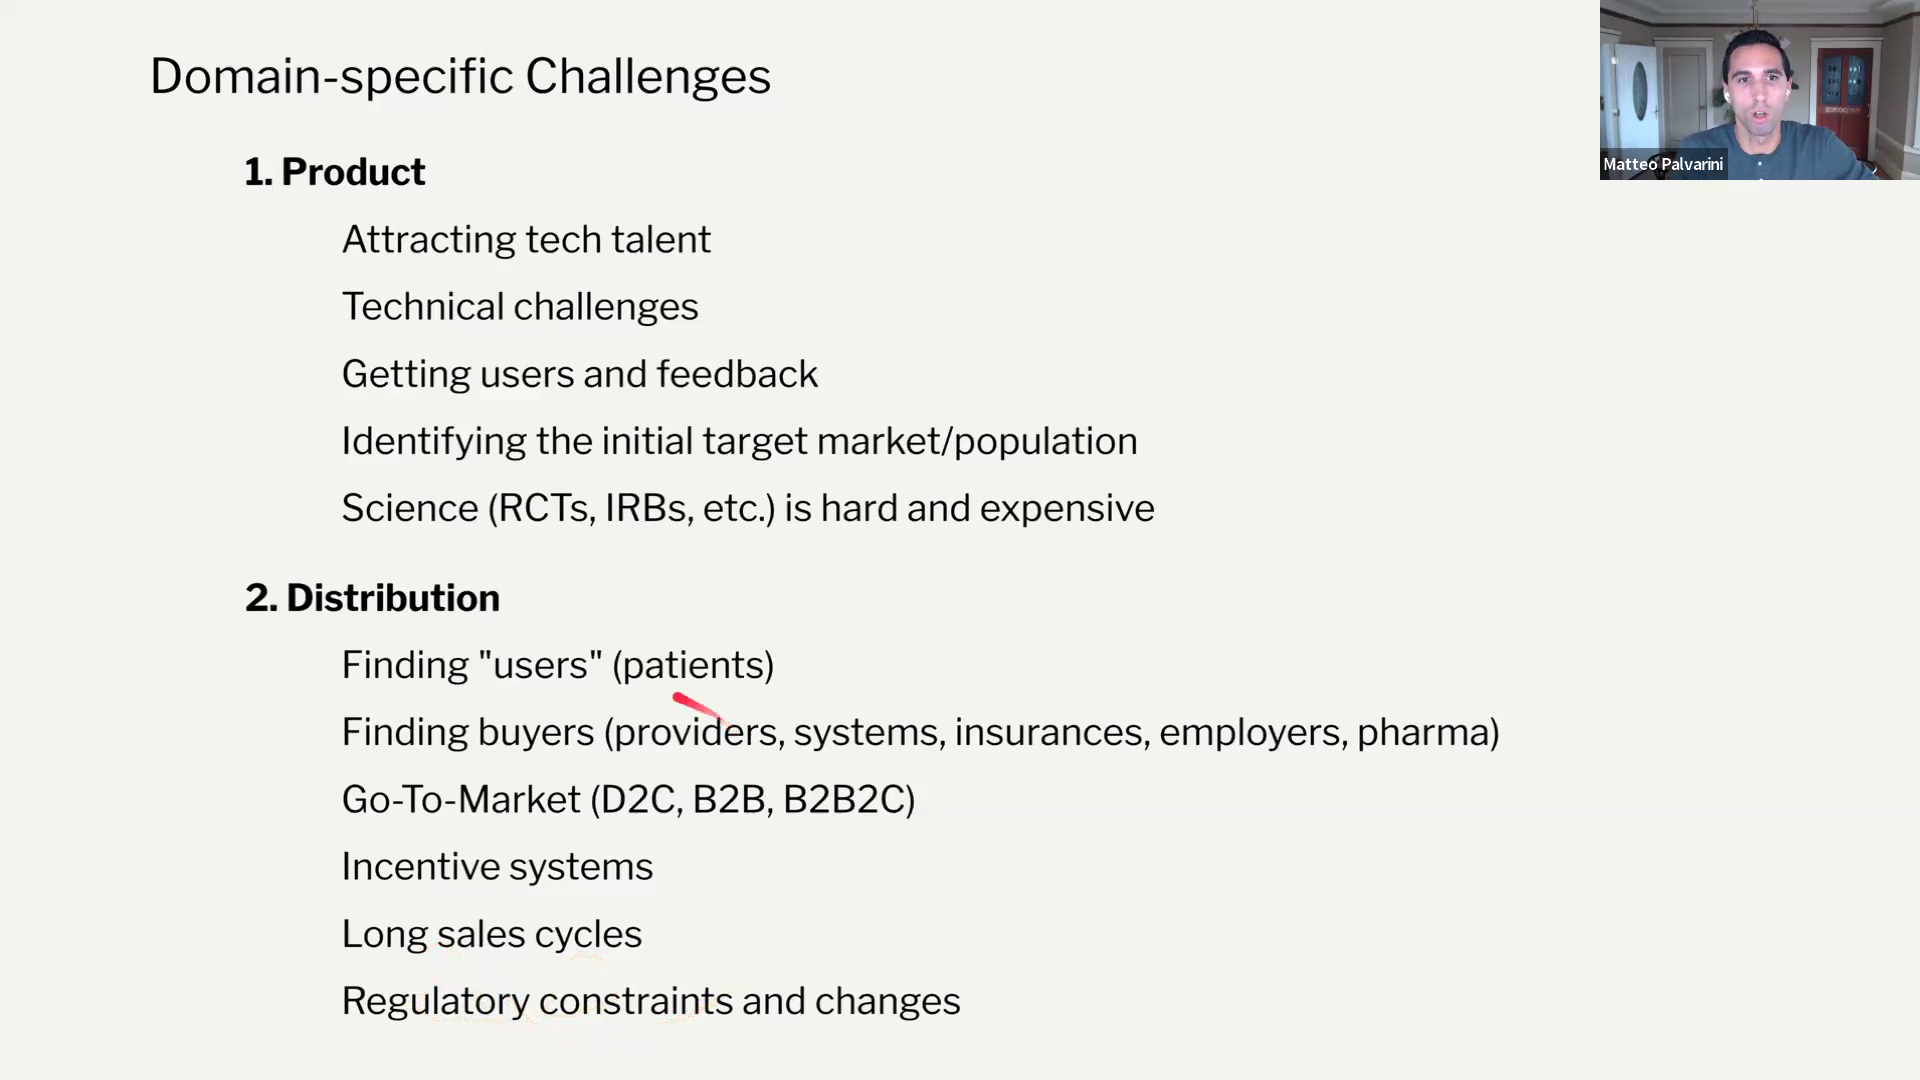 Domain-specific Challenges
Matteo Palvarini
1. Product
Attracting tech talent
Technical challenges
Getting users and feedback
Identifying the initial target market/population
Science (RCTs, IRBs, etc.) is hard and expensive
2. Distribution
Finding "users" (patients)
Finding buyers (providers, systems, insurances, employers, pharma)
Go-To-Market (D2C, B2B, B2B2C)
Incentive systems
Long sales cycles
Regulatory constraints and changes